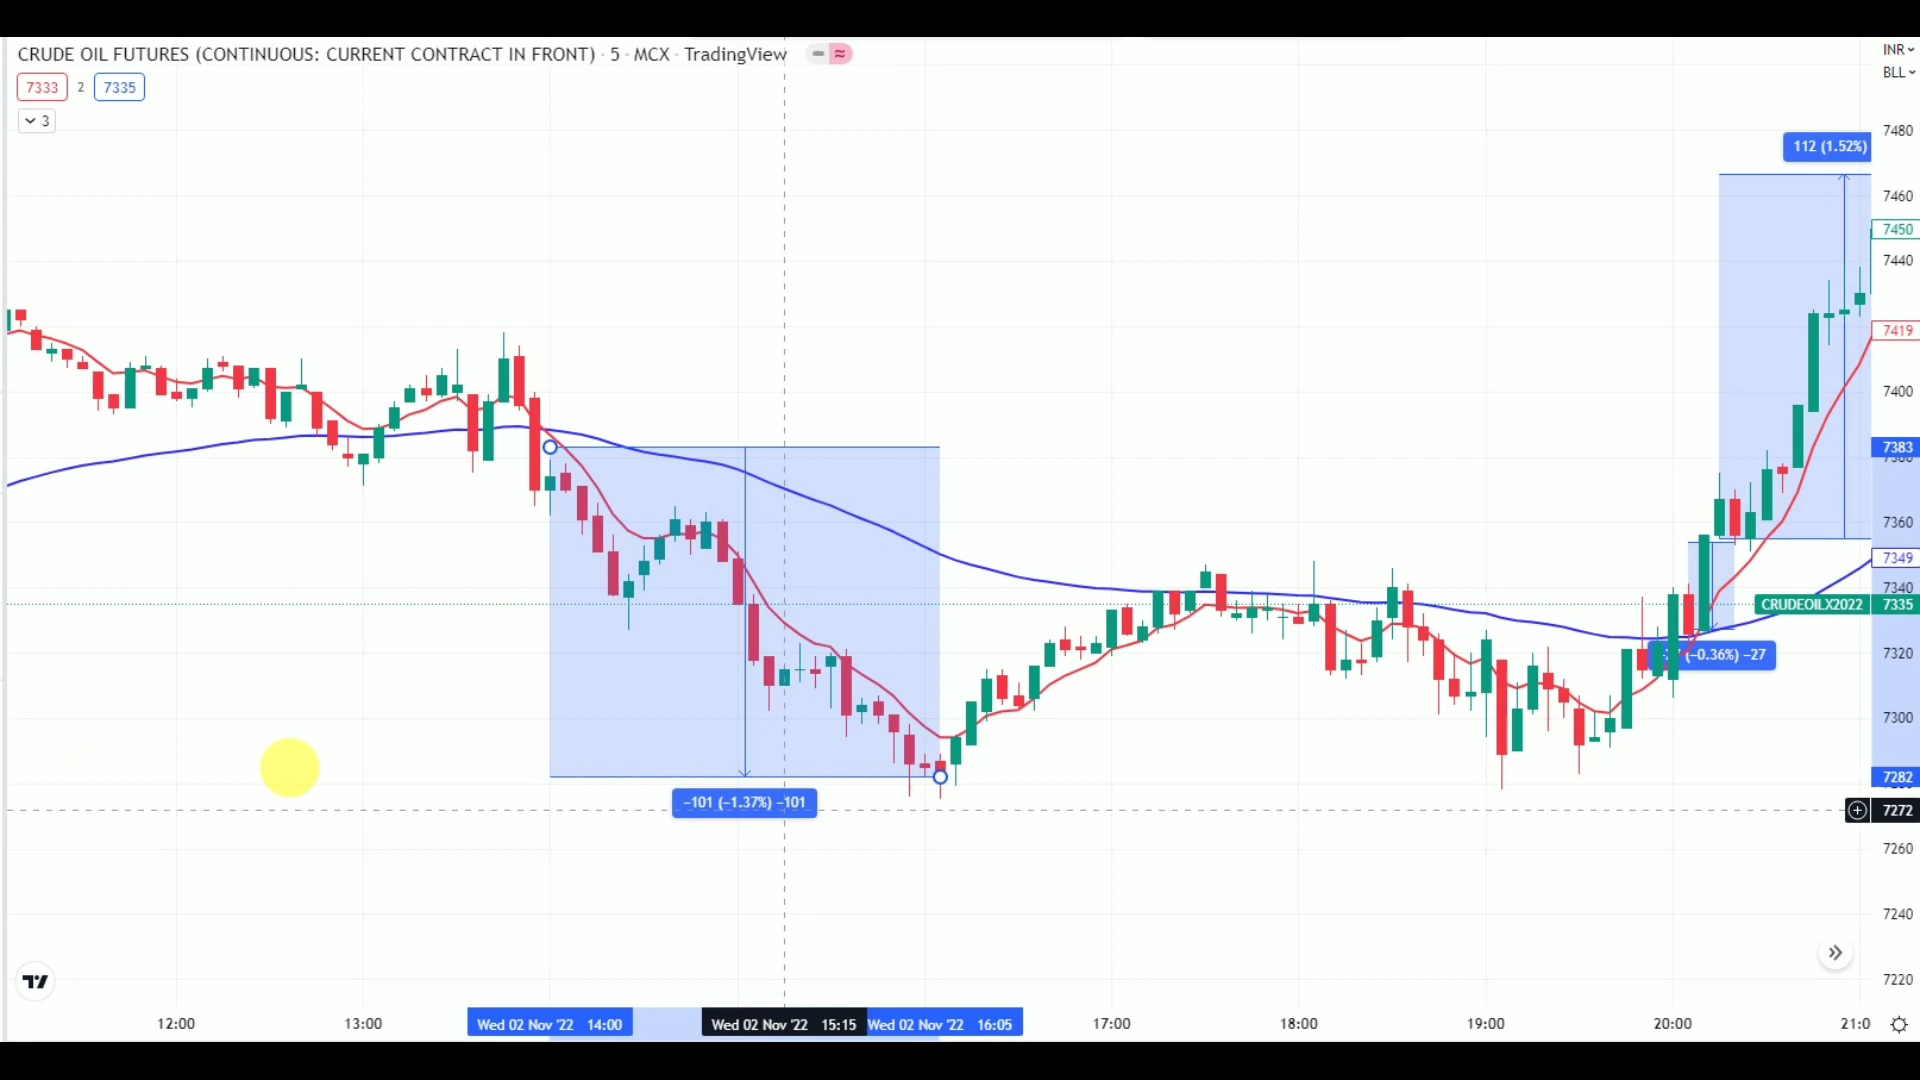 CRUDE OIL FUTURES (CONTINUOUS: CURRENT CONTRACT IN FRONT) · 5 · MCX · TradingView
INR
BLL
7333 2 7335
3
7480
112 (1.52%)
7460
7450
7440
7419
7400
7383
7360
7349
7340
CRUDEOILX2022 7335
(−0.36%) −27
7320
7300
7282
−101 (−1.37%) −101
7272
7260
7240
7220
12:00 13:00 Wed 02 Nov '22 14:00 Wed 02 Nov '22 15:15 Wed 02 Nov '22 16:05 17:00 18:00 19:00 20:00 21:0